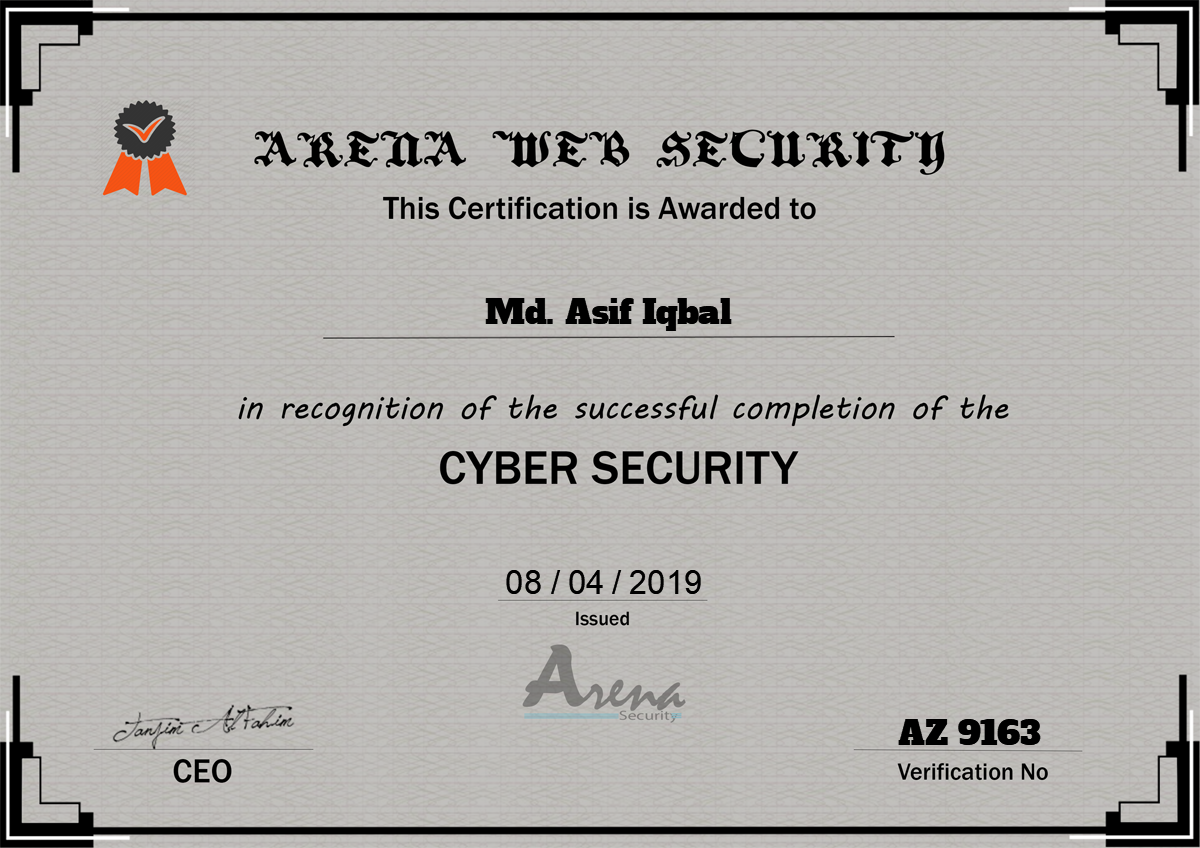 ARENA WEB SECURITY
This Certification is Awarded to
Md. Asif Iqbal
in recognition of the successful completion of the
CYBER SECURITY
08 / 04 / 2019
Issued
Arena
Security
Tanjim Al Fahim
CEO
AZ 9163
Verification No